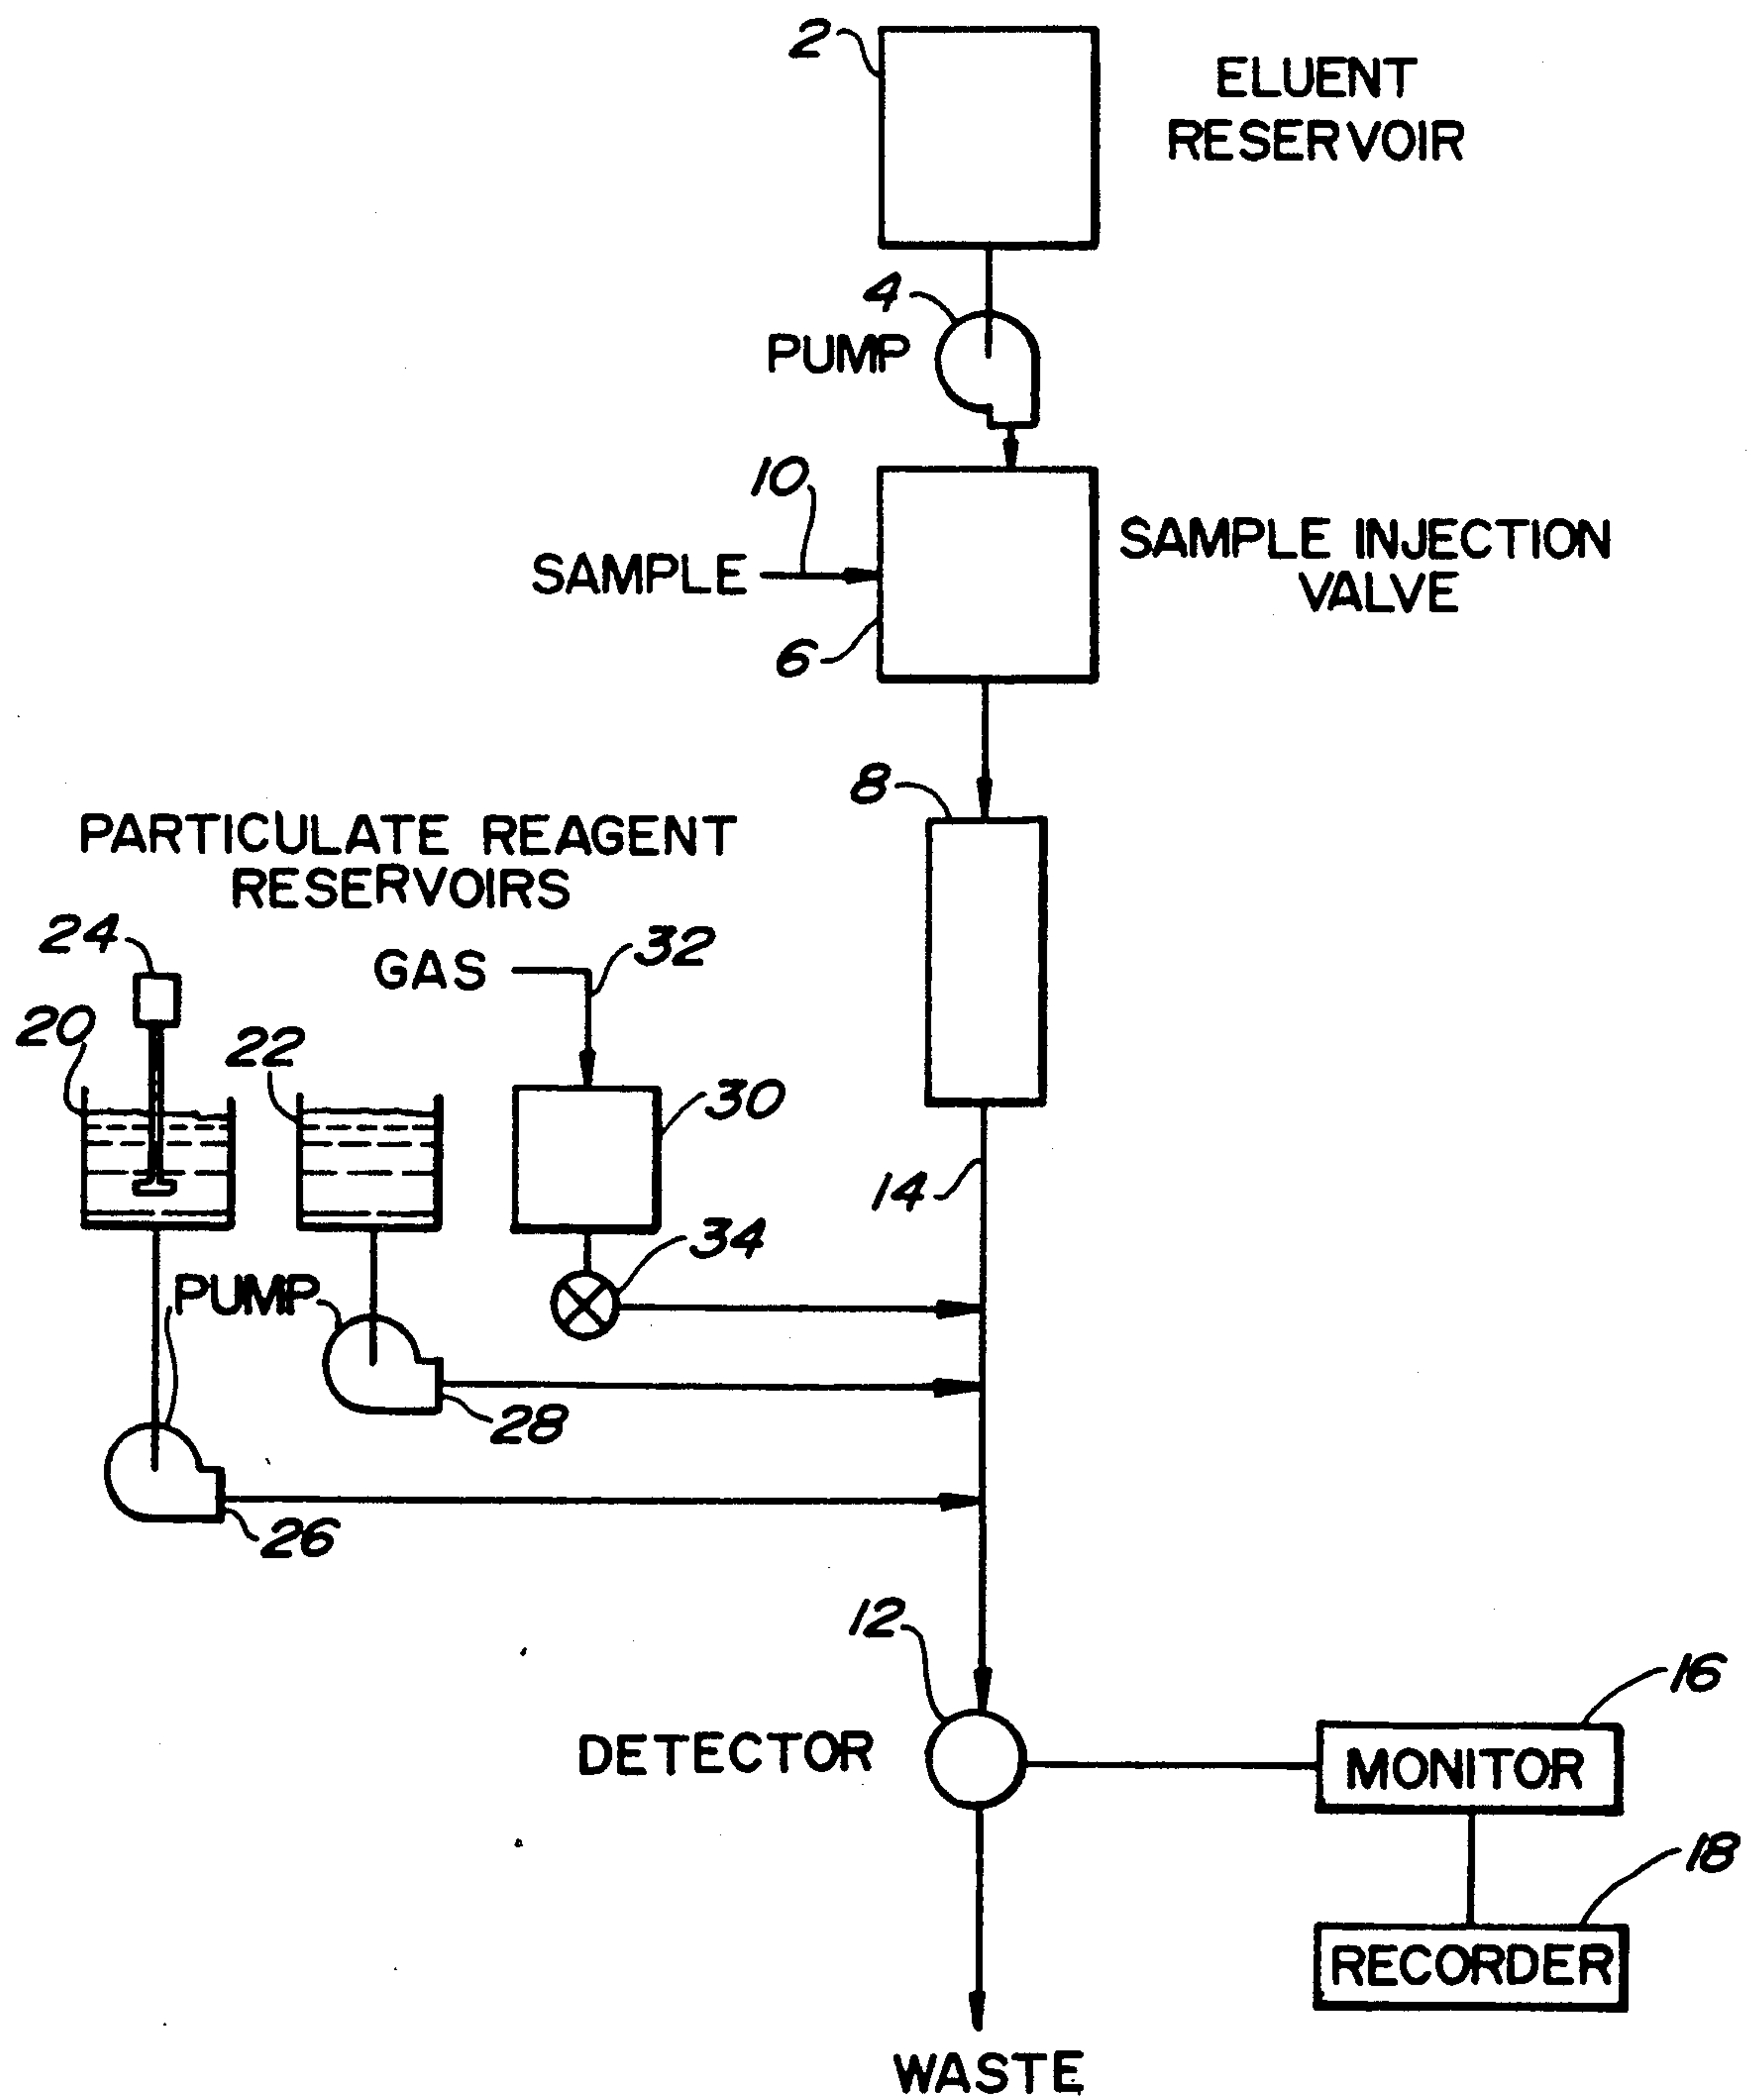 2
ELUENT
RESERVOIR
4
PUMP
10
SAMPLE
SAMPLE INJECTION
VALVE
6
8
PARTICULATE REAGENT
RESERVOIRS
24
GAS
32
20
22
30
14
34
PUMP
28
26
12
DETECTOR
16
MONITOR
18
RECORDER
WASTE